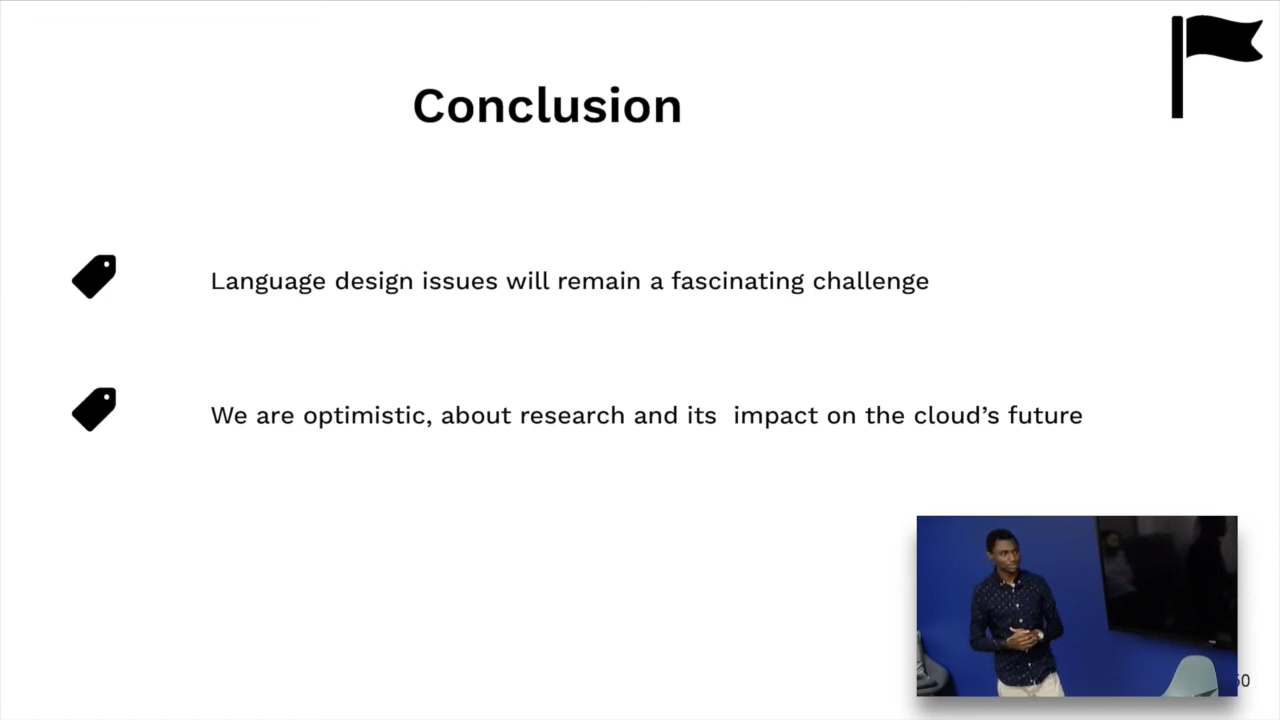 Conclusion
Language design issues will remain a fascinating challenge
We are optimistic, about research and its  impact on the cloud’s future